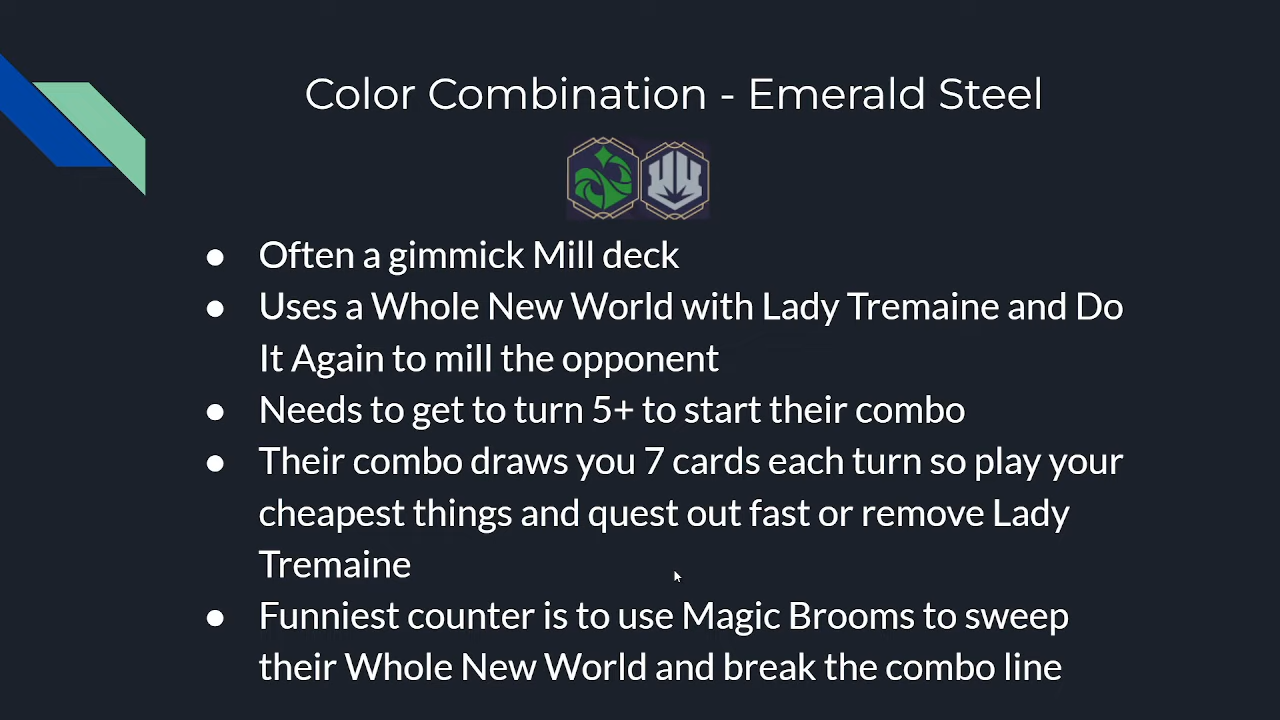 Color Combination - Emerald Steel
● Often a gimmick Mill deck
● Uses a Whole New World with Lady Tremaine and Do
It Again to mill the opponent
● Needs to get to turn 5+ to start their combo
● Their combo draws you 7 cards each turn so play your
cheapest things and quest out fast or remove Lady
Tremaine
● Funniest counter is to use Magic Brooms to sweep
their Whole New World and break the combo line